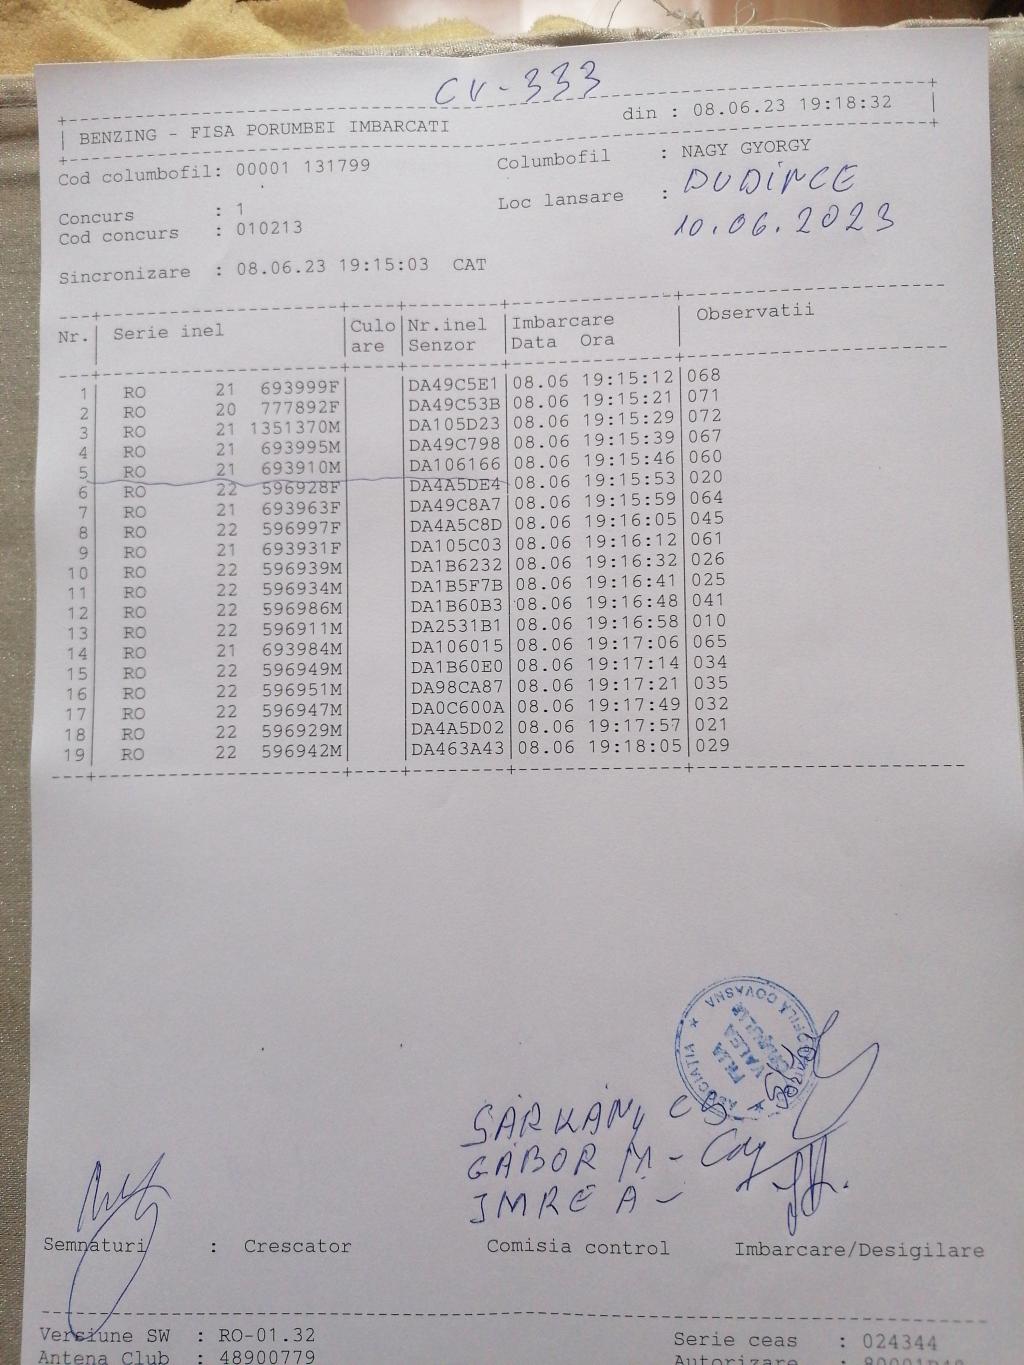 CV-333
BENZING - FISA PORUMBEI IMBARCATI din : 08.06.23 19:18:32
Cod columbofil: 00001 131799 Columbofil : NAGY GYORGY
Concurs : 1 Loc lansare : DUDINCE
Cod concurs : 010213 10.06.2023
Sincronizare : 08.06.23 19:15:03 CAT
Nr. Serie inel Culo Nr.inel Imbarcare Observatii
are Senzor Data Ora
1 RO 21 693999F DA49C5E1 08.06 19:15:12 068
2 RO 20 777892F DA49C53B 08.06 19:15:21 071
3 RO 21 1351370M DA105D23 08.06 19:15:29 072
4 RO 21 693995M DA49C798 08.06 19:15:39 067
5 RO 21 693910M DA106166 08.06 19:15:46 060
6 RO 22 596928F DA4A5DE4 08.06 19:15:53 020
7 RO 21 693963F DA49C8A7 08.06 19:15:59 064
8 RO 22 596997F DA4A5C8D 08.06 19:16:05 045
9 RO 21 693931F DA105C03 08.06 19:16:12 061
10 RO 22 596939M DA1B6232 08.06 19:16:32 026
11 RO 22 596934M DA1B5F7B 08.06 19:16:41 025
12 RO 22 596986M DA1B60B3 08.06 19:16:48 041
13 RO 22 596911M DA2531B1 08.06 19:16:58 010
14 RO 21 693984M DA106015 08.06 19:17:06 065
15 RO 22 596949M DA1B60E0 08.06 19:17:14 034
16 RO 22 596951M DA98CA87 08.06 19:17:21 035
17 RO 22 596947M DA0C600A 08.06 19:17:49 032
18 RO 22 596929M DA4A5D02 08.06 19:17:57 021
19 RO 22 596942M DA463A43 08.06 19:18:05 029
COVASNA
VALEA
SÁRKÁNY CS
GÁBOR M -
IMRE A -
Semnaturi : Crescator Comisia control Imbarcare/Desigilare
Versiune SW : RO-01.32 Serie ceas : 024344
Antena Club : 48900779 Autorizare :